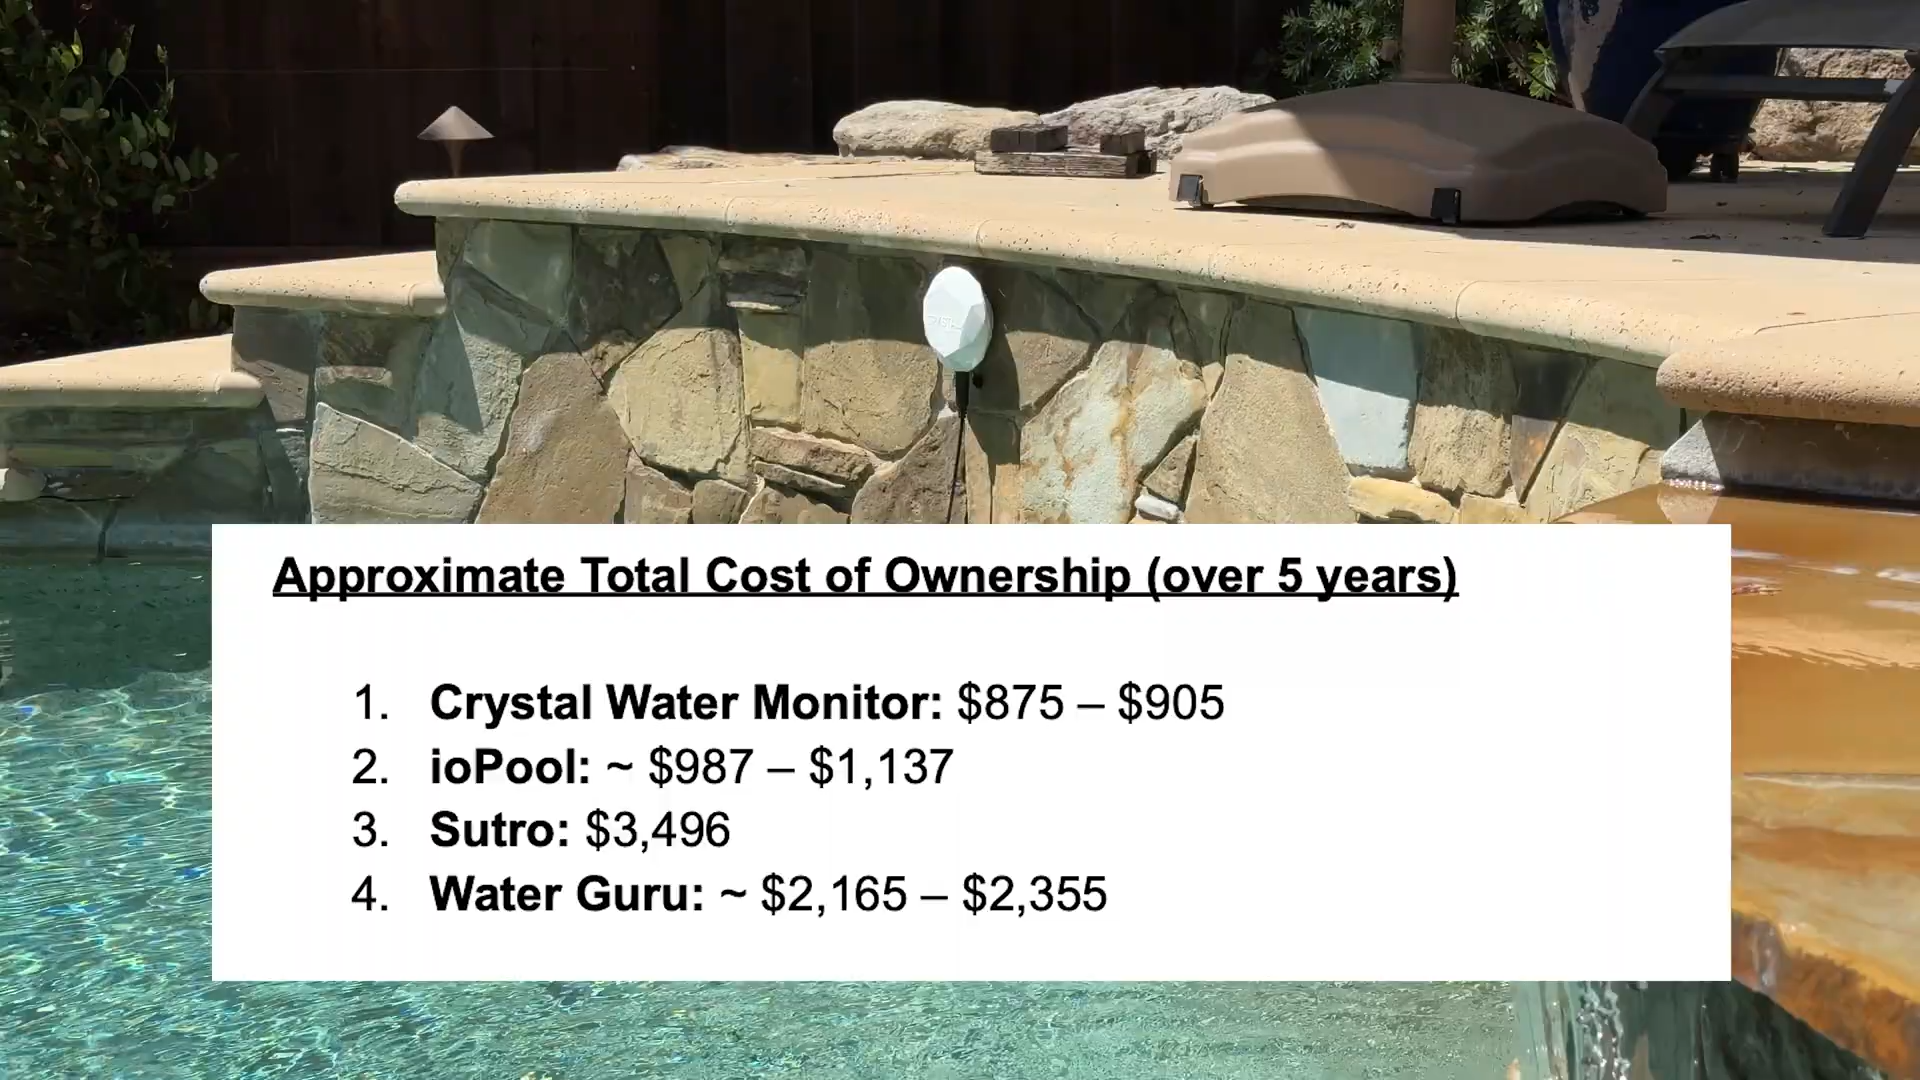 Approximate Total Cost of Ownership (over 5 years)
1. Crystal Water Monitor: $875 – $905
2. ioPool: ~ $987 – $1,137
3. Sutro: $3,496
4. Water Guru: ~ $2,165 – $2,355